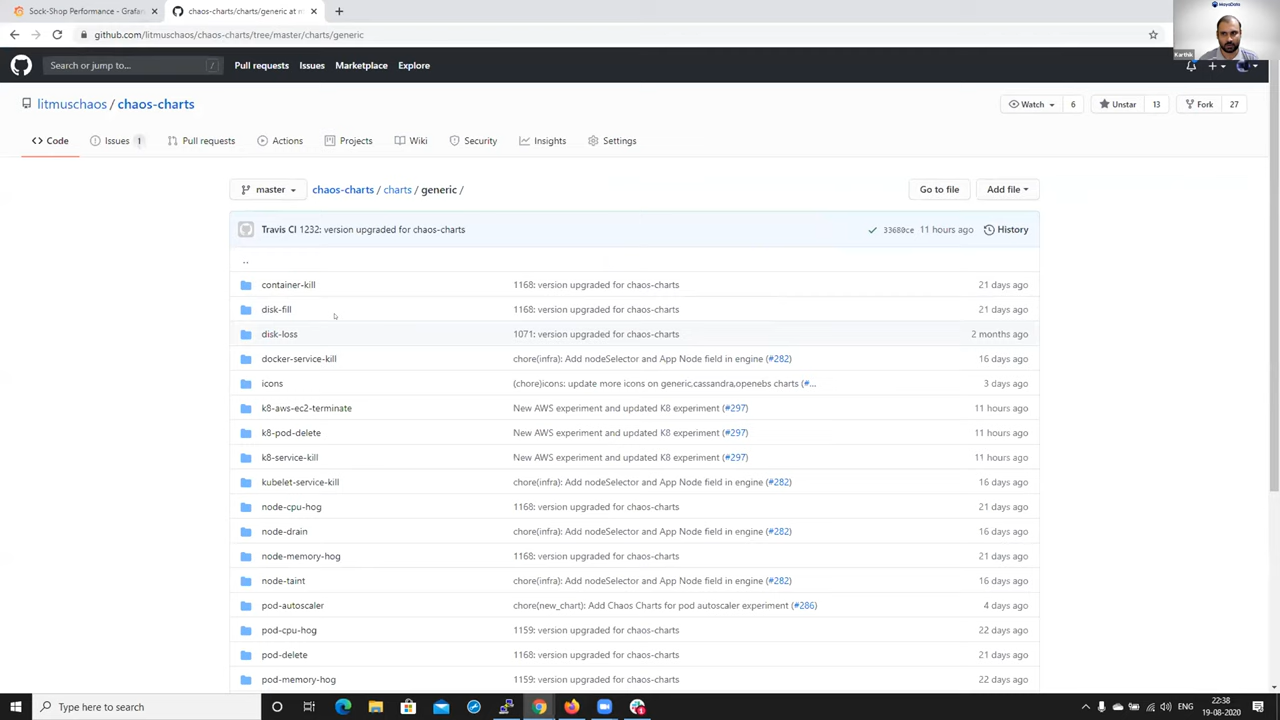 Sock-Shop Performance - Grafan
chaos-charts/charts/generic at m
MayaData
github.com/litmuschaos/chaos-charts/tree/master/charts/generic
Karthik
Search or jump to... /
Pull requests Issues Marketplace Explore
litmuschaos / chaos-charts
Watch 6
Unstar 13
Fork 27
Code Issues 1 Pull requests Actions Projects Wiki Security Insights Settings
master
chaos-charts / charts / generic /
Go to file
Add file
Travis CI 1232: version upgraded for chaos-charts 33680ce 11 hours ago History
..
container-kill 1168: version upgraded for chaos-charts 21 days ago
disk-fill 1168: version upgraded for chaos-charts 21 days ago
disk-loss 1071: version upgraded for chaos-charts 2 months ago
docker-service-kill chore(infra): Add nodeSelector and App Node field in engine (#282) 16 days ago
icons (chore)icons: update more icons on generic,cassandra,openebs charts (#... 3 days ago
k8-aws-ec2-terminate New AWS experiment and updated K8 experiment (#297) 11 hours ago
k8-pod-delete New AWS experiment and updated K8 experiment (#297) 11 hours ago
k8-service-kill New AWS experiment and updated K8 experiment (#297) 11 hours ago
kubelet-service-kill chore(infra): Add nodeSelector and App Node field in engine (#282) 16 days ago
node-cpu-hog 1168: version upgraded for chaos-charts 21 days ago
node-drain chore(infra): Add nodeSelector and App Node field in engine (#282) 16 days ago
node-memory-hog 1168: version upgraded for chaos-charts 21 days ago
node-taint chore(infra): Add nodeSelector and App Node field in engine (#282) 16 days ago
pod-autoscaler chore(new_chart): Add Chaos Charts for pod autoscaler experiment (#286) 4 days ago
pod-cpu-hog 1159: version upgraded for chaos-charts 22 days ago
pod-delete 1168: version upgraded for chaos-charts 21 days ago
pod-memory-hog 1159: version upgraded for chaos-charts 22 days ago
Type here to search
ENG
22:38
19-08-2020